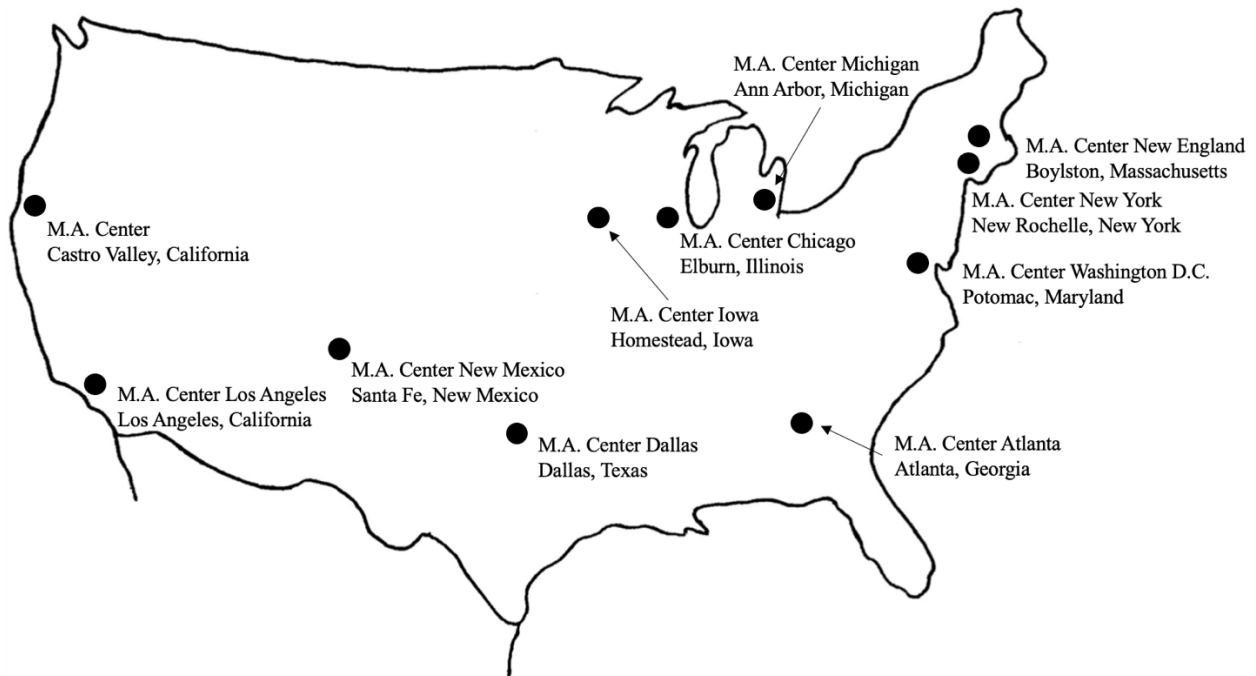 M.A. Center Michigan
Ann Arbor, Michigan
M.A. Center New England
Boylston, Massachusetts
M.A. Center New York
New Rochelle, New York
M.A. Center
Castro Valley, California
M.A. Center Chicago
Elburn, Illinois
M.A. Center Washington D.C.
Potomac, Maryland
M.A. Center Iowa
Homestead, Iowa
M.A. Center New Mexico
Santa Fe, New Mexico
M.A. Center Los Angeles
Los Angeles, California
M.A. Center Dallas
Dallas, Texas
M.A. Center Atlanta
Atlanta, Georgia